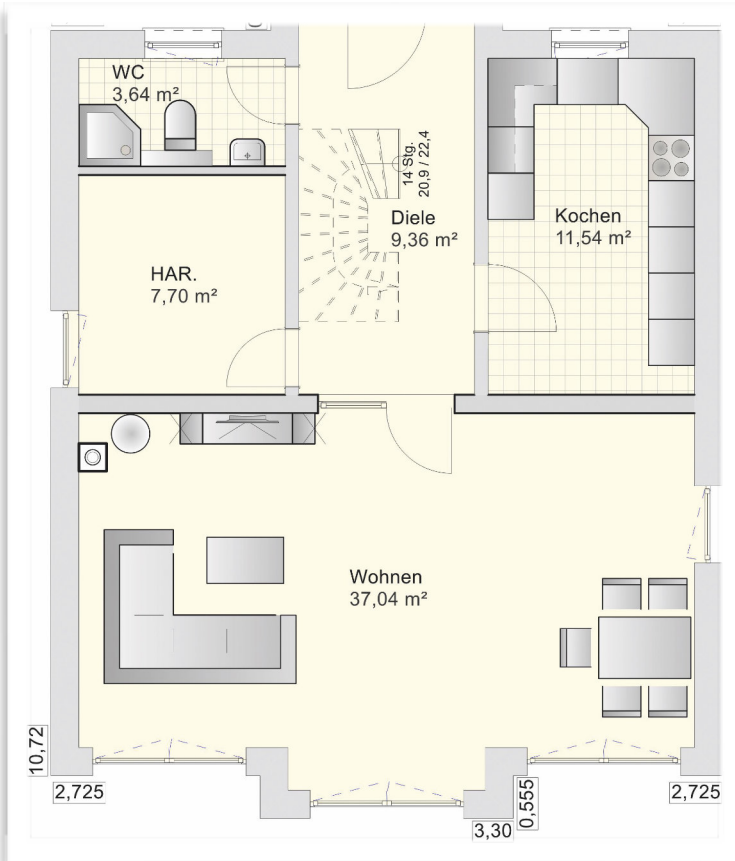 WC
3,64 m²
14 Stg.
20,9 / 22,4
Diele
9,36 m²
Kochen
11,54 m²
HAR.
7,70 m²
Wohnen
37,04 m²
10,72
2,725
3,30
0,555
2,725